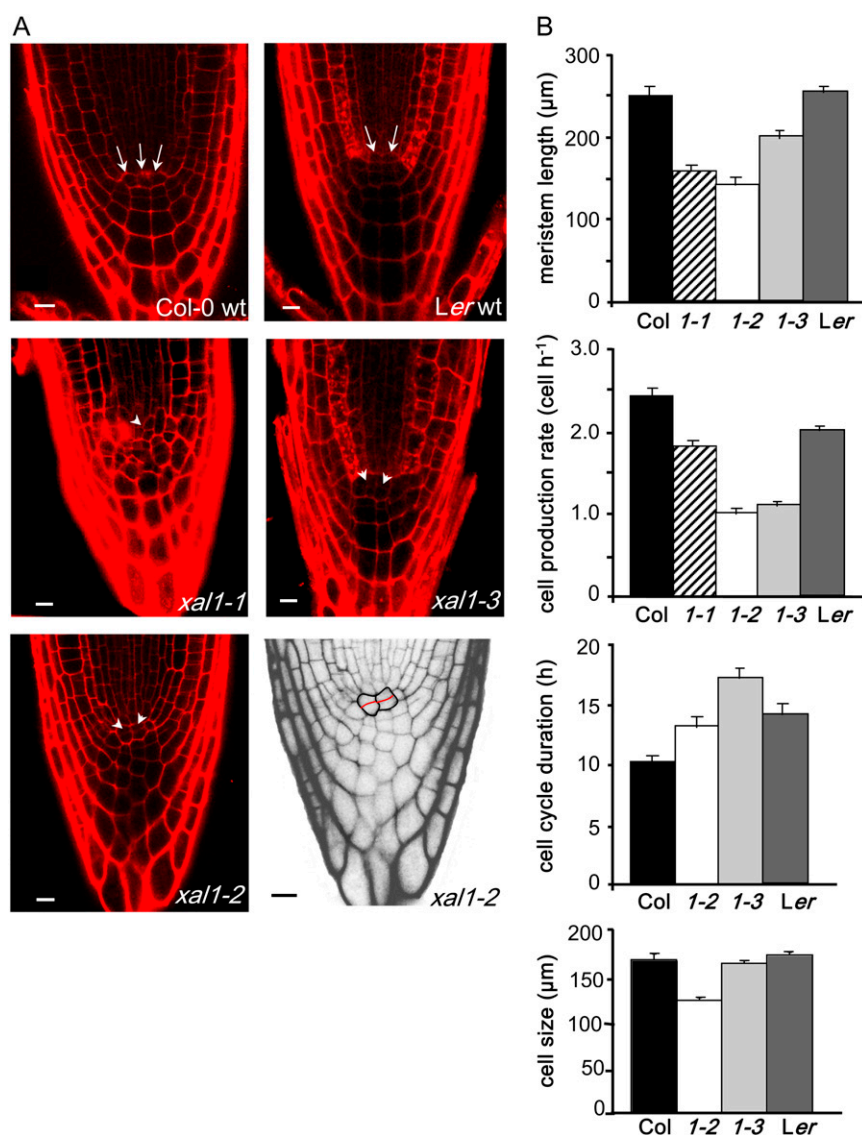 A
Col-0 wt
Ler wt
xal1-1
xal1-3
xal1-2
xal1-2
B
meristem length (µm)
300
200
100
0
Col 1-1 1-2 1-3 Ler
cell production rate (cell h⁻¹)
3.0
2.0
1.0
0
Col 1-1 1-2 1-3 Ler
cell cycle duration (h)
20
15
10
5
0
Col 1-2 1-3 Ler
cell size (µm)
200
150
100
50
0
Col 1-2 1-3 Ler